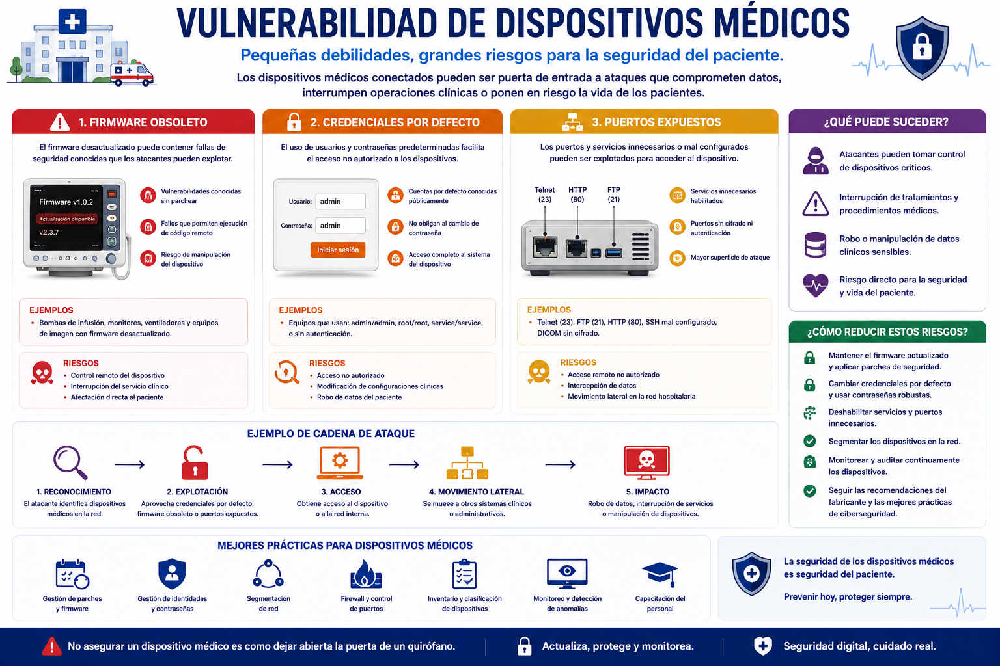 VULNERABILIDAD DE DISPOSITIVOS MÉDICOS
Pequeñas debilidades, grandes riesgos para la seguridad del paciente.
Los dispositivos médicos conectados pueden ser puerta de entrada a ataques que comprometen datos,
interrumpen operaciones clínicas o ponen en riesgo la vida de los pacientes.
1. FIRMWARE OBSOLETO
El firmware desactualizado puede contener fallas de
seguridad conocidas que los atacantes pueden explotar.
Firmware v1.0.2
Actualización disponible
v2.3.7
Vulnerabilidades conocidas
sin parchear
Fallos que permiten ejecución
de código remoto
Riesgo de manipulación
del dispositivo
EJEMPLOS
• Bombas de infusión, monitores, ventiladores y equipos
de imagen con firmware desactualizado.
RIESGOS
• Control remoto del dispositivo
• Interrupción del servicio clínico
• Afectación directa al paciente
2. CREDENCIALES POR DEFECTO
El uso de usuarios y contraseñas predeterminadas facilita
el acceso no autorizado a los dispositivos.
Usuario: admin
Contraseña: admin
Iniciar sesión
Cuentas por defecto conocidas
públicamente
No obligan al cambio de
contraseña
Acceso completo al sistema
del dispositivo
EJEMPLOS
• Equipos que usan: admin/admin, root/root, service/service,
o sin autenticación.
RIESGOS
• Acceso no autorizado
• Modificación de configuraciones clínicas
• Robo de datos del paciente
3. PUERTOS EXPUESTOS
Los puertos y servicios innecesarios o mal configurados
pueden ser explotados para acceder al dispositivo.
Telnet HTTP FTP
(23) (80) (21)
Servicios innecesarios
habilitados
Puertos sin cifrado ni
autenticación
Mayor superficie de ataque
EJEMPLOS
• Telnet (23), FTP (21), HTTP (80), SSH mal configurado,
DICOM sin cifrado.
RIESGOS
• Acceso remoto no autorizado
• Intercepción de datos
• Movimiento lateral en la red hospitalaria
¿QUÉ PUEDE SUCEDER?
Atacantes pueden tomar control
de dispositivos críticos.
Interrupción de tratamientos y
procedimientos médicos.
Robo o manipulación de datos
clínicos sensibles.
Riesgo directo para la seguridad
y vida del paciente.
¿CÓMO REDUCIR ESTOS RIESGOS?
Mantener el firmware actualizado
y aplicar parches de seguridad.
Cambiar credenciales por defecto
y usar contraseñas robustas.
Deshabilitar servicios y puertos
innecesarios.
Segmentar los dispositivos en la red.
Monitorear y auditar continuamente
los dispositivos.
Seguir las recomendaciones del
fabricante y las mejores prácticas
de ciberseguridad.
EJEMPLO DE CADENA DE ATAQUE
1. RECONOCIMIENTO
El atacante identifica dispositivos
médicos en la red.
2. EXPLOTACIÓN
Aprovecha credenciales por defecto,
firmware obsoleto o puertos expuestos.
3. ACCESO
Obtiene acceso al dispositivo
o a la red interna.
4. MOVIMIENTO LATERAL
Se mueee a otros sistemas clínicos
o administrativos.
5. IMPACTO
Robo de datos, interrupción de servicios
o manipulación de dispositivos.
MEJORES PRÁCTICAS PARA DISPOSITIVOS MÉDICOS
Gestión de parches
y firmware
Gestión de identidades
y contraseñas
Segmentación
de red
Firewall y control
de puertos
Inventario y clasificación
de dispositivos
Monitoreo y detección
de anomalías
Capacitación del
personal
La seguridad de los dispositivos médicos
es seguridad del paciente.
Prevenir hoy, proteger siempre.
No asegurar un dispositivo médico es como dejar abierta la puerta de un quirófano.
Actualiza, protege y monitorea.
Seguridad digital, cuidado real.